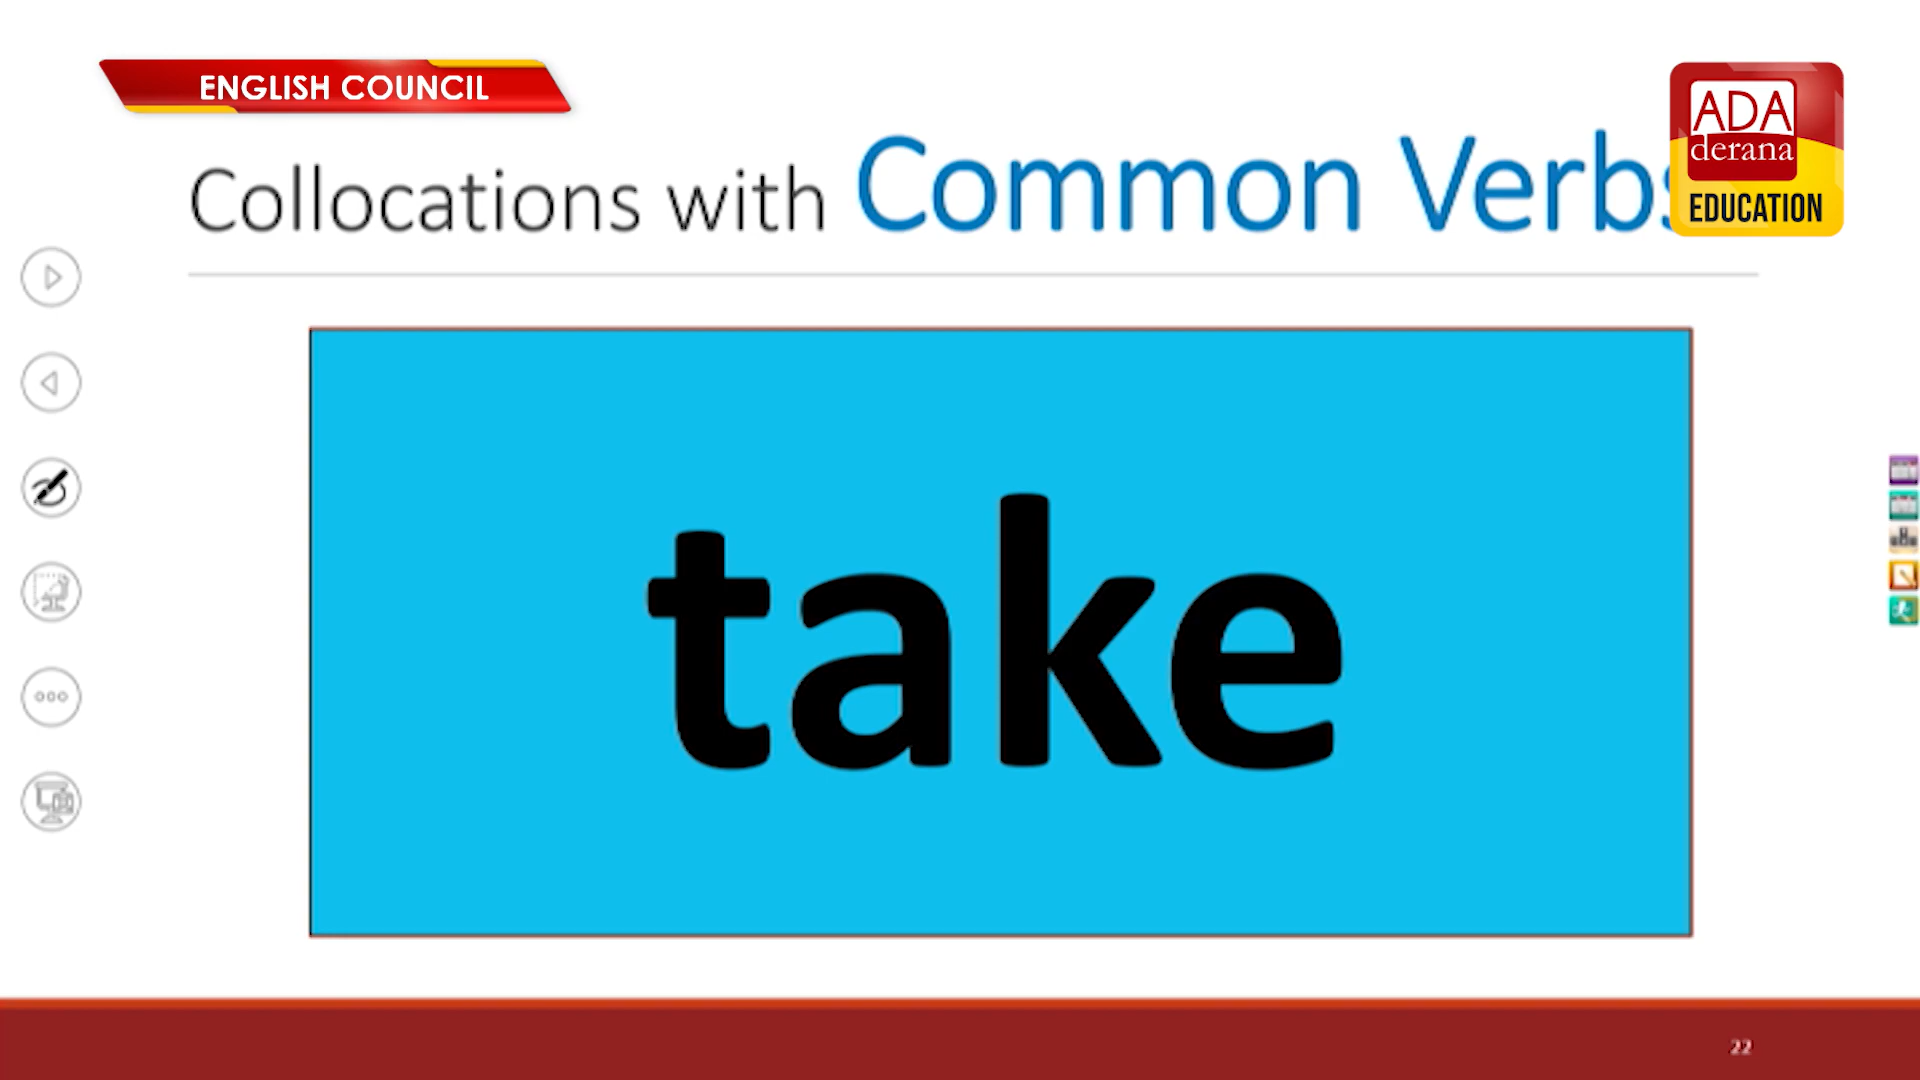 ENGLISH COUNCIL
ADA
derana
EDUCATION
Collocations with Common Verbs
take
22